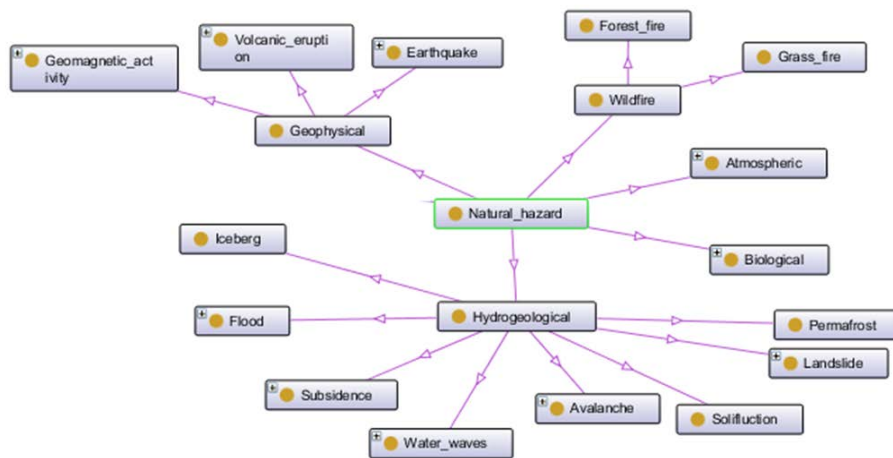 Forest_fire
Volcanic_erupti
on
Earthquake
Grass_fire
Geomagnetic_act
ivity
Wildfire
Geophysical
Atmospheric
Natural_hazard
Iceberg
Biological
Hydrogeological
Flood
Permafrost
Landslide
Subsidence
Avalanche
Solifluction
Water_waves